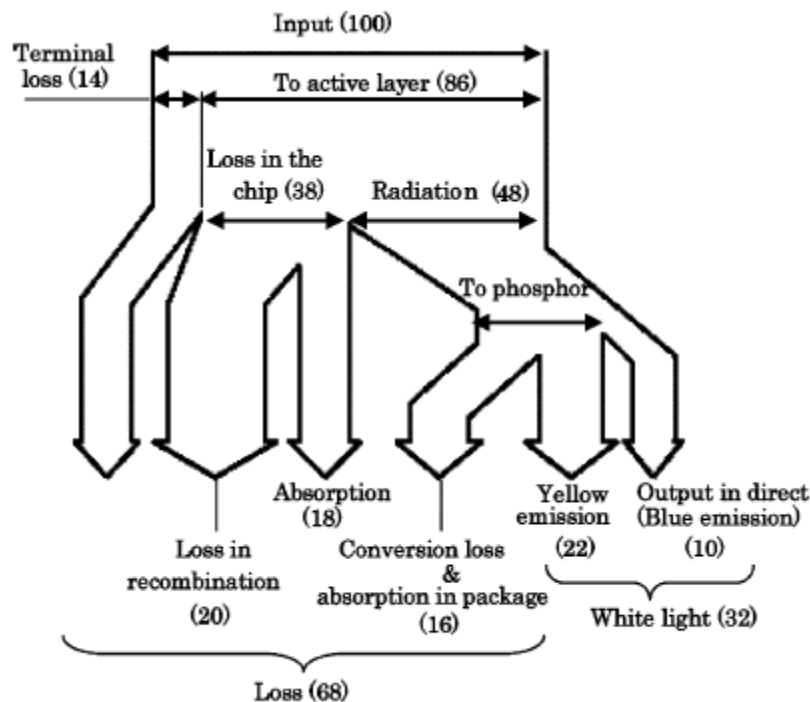 Input (100)
Terminal
loss (14)
To active layer (86)
Loss in the
chip (38)
Radiation (48)
To phosphor
Absorption
(18)
Yellow
emission
(22)
Output in direct
(Blue emission)
(10)
Loss in
recombination
(20)
Conversion loss
&
absorption in package
(16)
White light (32)
Loss (68)